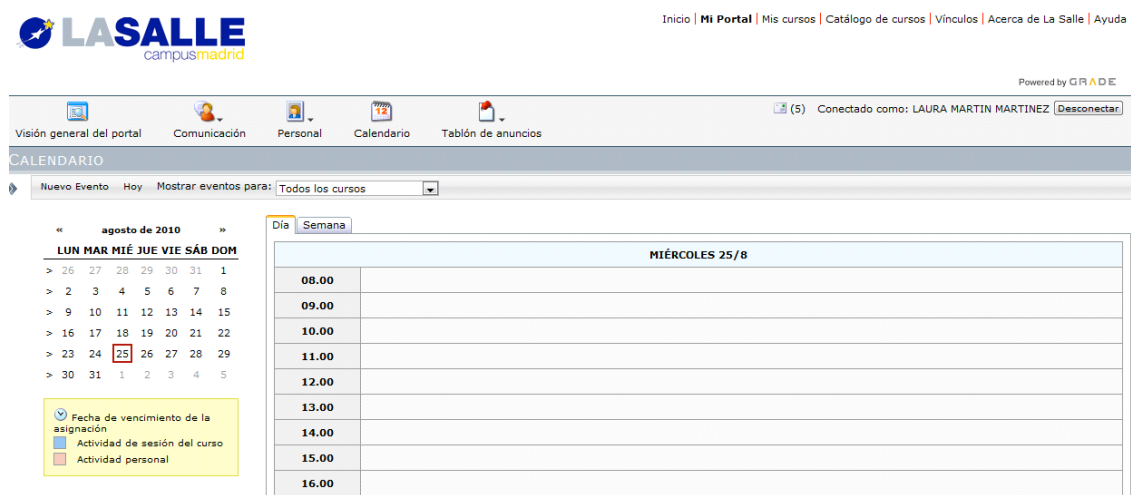 LASALLE
campusmadrid
Inicio | Mi Portal | Mis cursos | Catálogo de cursos | Vínculos | Acerca de La Salle | Ayuda
Powered by GRADE
Visión general del portal Comunicación Personal Calendario Tablón de anuncios
12
(5) Conectado como: LAURA MARTIN MARTINEZ Desconectar
CALENDARIO
Nuevo Evento Hoy Mostrar eventos para: Todos los cursos
« agosto de 2010 »
LUN MAR MIÉ JUE VIE SÁB DOM
> 26 27 28 29 30 31 1
> 2 3 4 5 6 7 8
> 9 10 11 12 13 14 15
> 16 17 18 19 20 21 22
> 23 24 25 26 27 28 29
> 30 31 1 2 3 4 5
Fecha de vencimiento de la
asignación
Actividad de sesión del curso
Actividad personal
Día Semana
MIÉRCOLES 25/8
08.00
09.00
10.00
11.00
12.00
13.00
14.00
15.00
16.00